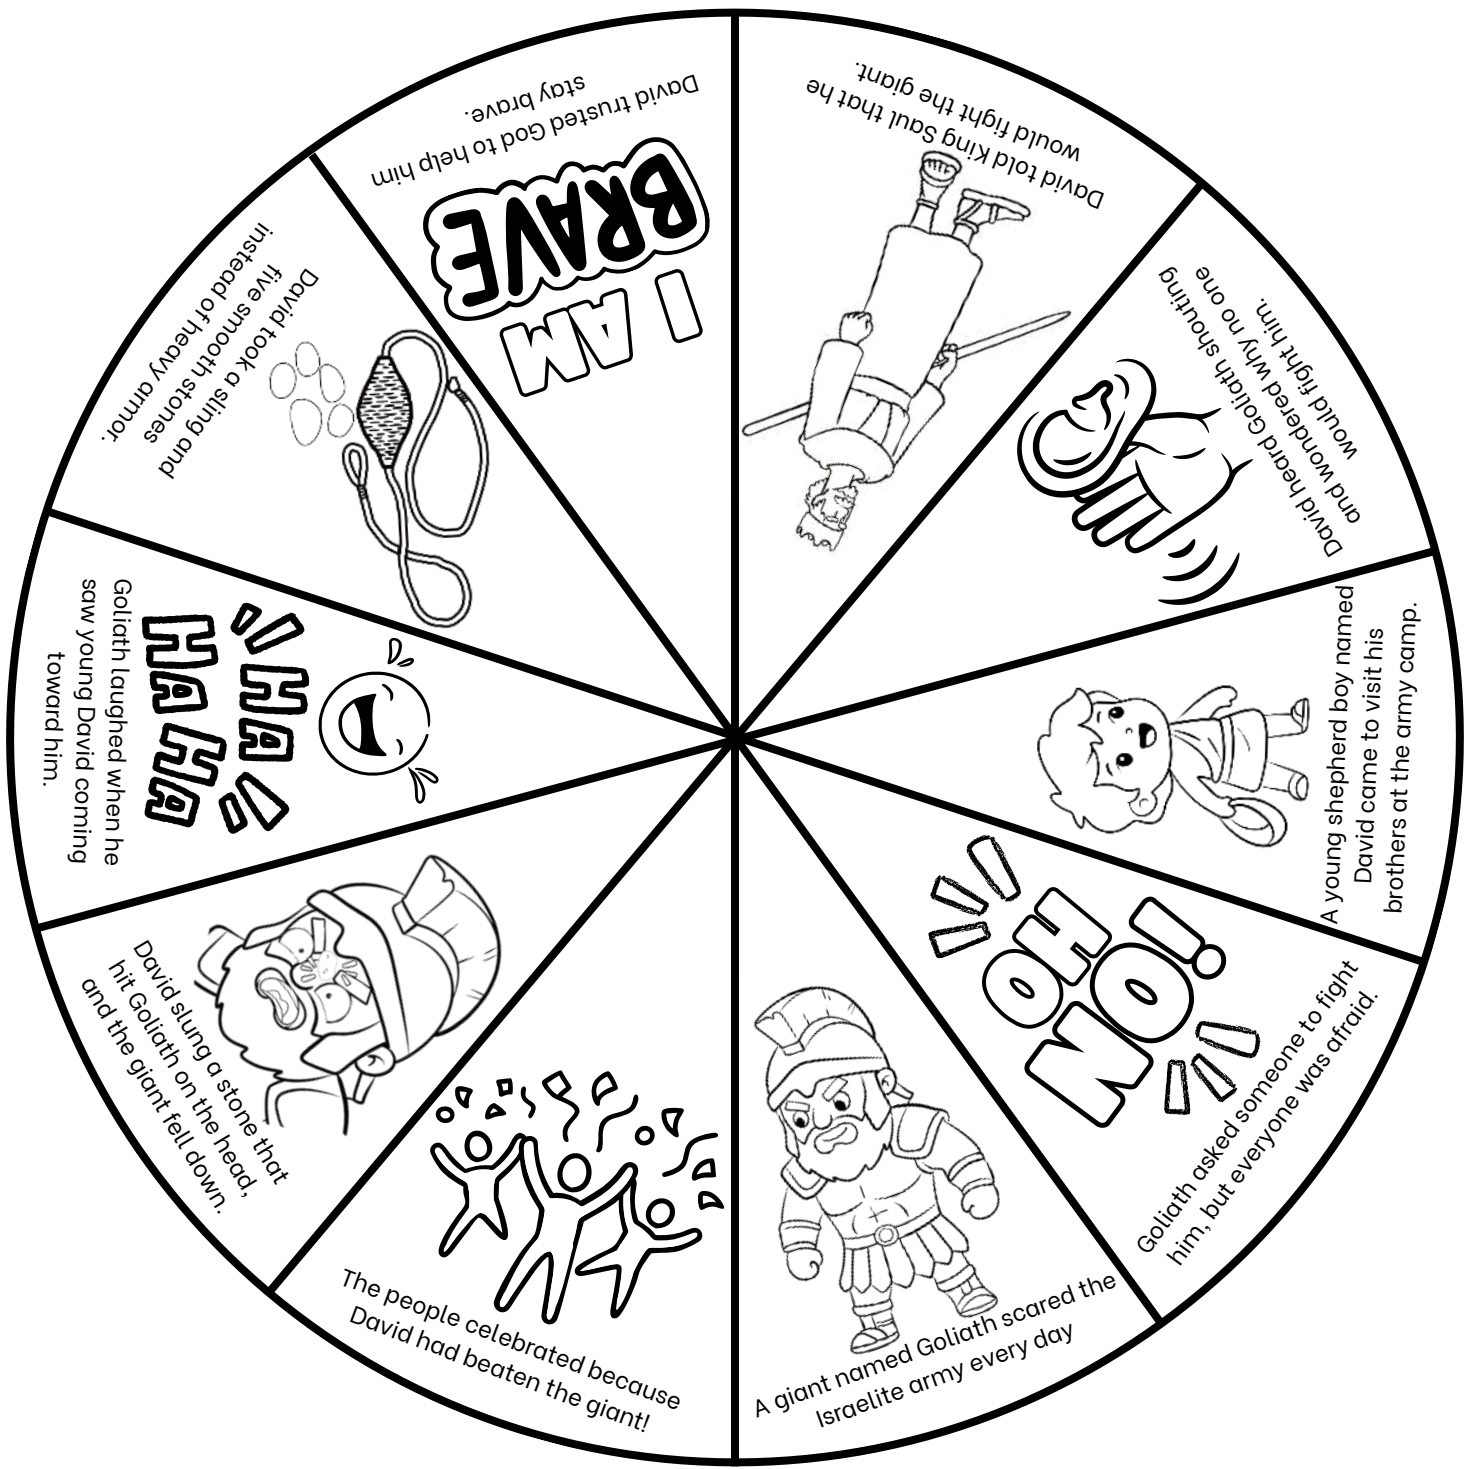 A giant named Goliath scared the
Israelite army every day
OH
NO!
Goliath asked someone to fight
him, but everyone was afraid.
A young shepherd boy named
David came to visit his
brothers at the army camp.
David heard Goliath shouting
and wondered why no one
would fight him.
David told King Saul that he
would fight the giant.
I AM
BRAVE
David trusted God to help him
stay brave.
David took a sling and
five smooth stones
instead of heavy armor.
HA
HA HA
Goliath laughed when he
saw young David coming
toward him.
David slung a stone that
hit Goliath on the head,
and the giant fell down.
The people celebrated because
David had beaten the giant!